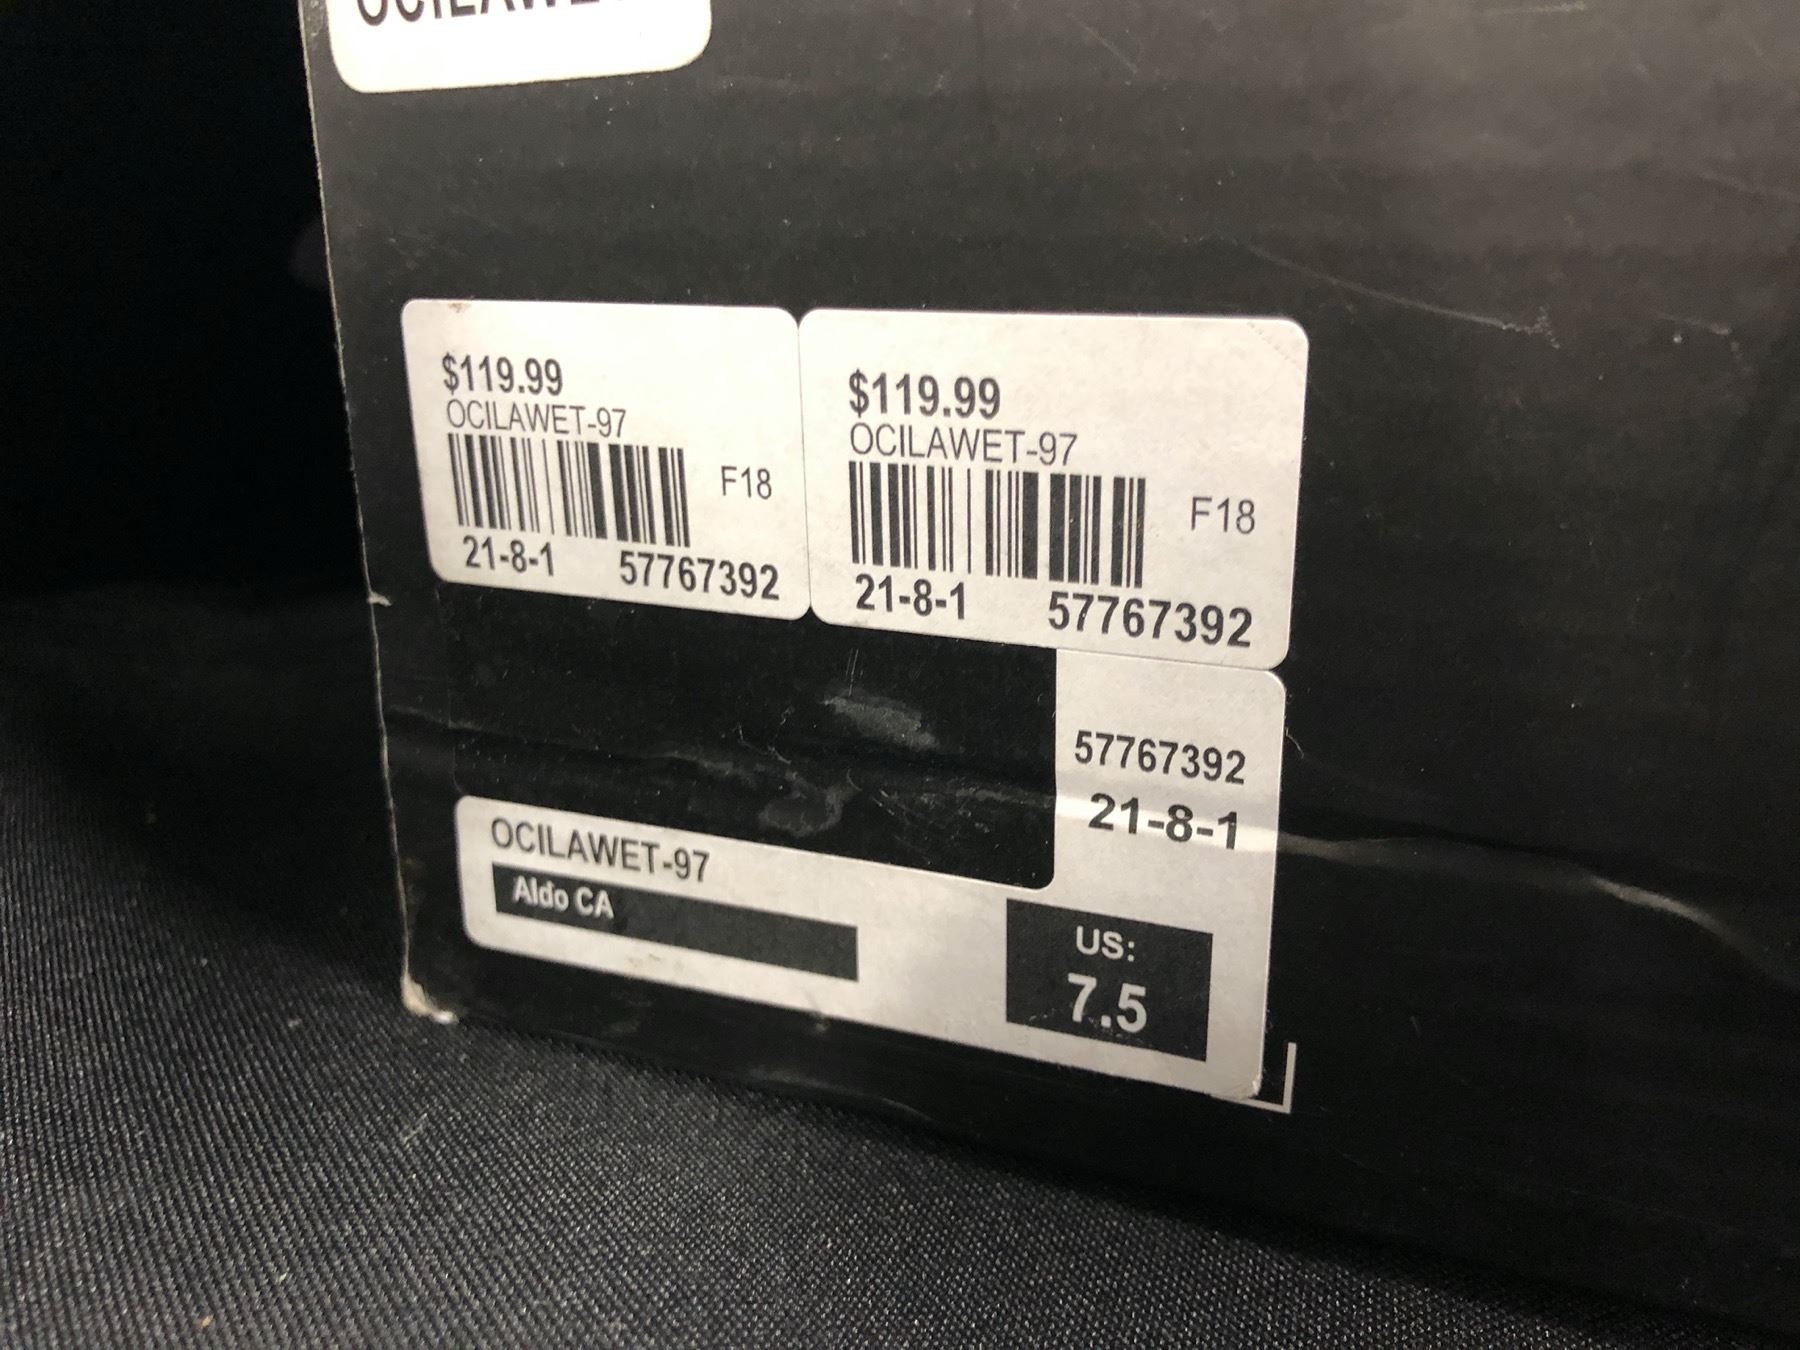 $119.99
OCILAWET-97
F18
21-8-1 57767392
$119.99
OCILAWET-97
F18
21-8-1 57767392
57767392
21-8-1
OCILAWET-97
Aldo CA
US:
7.5